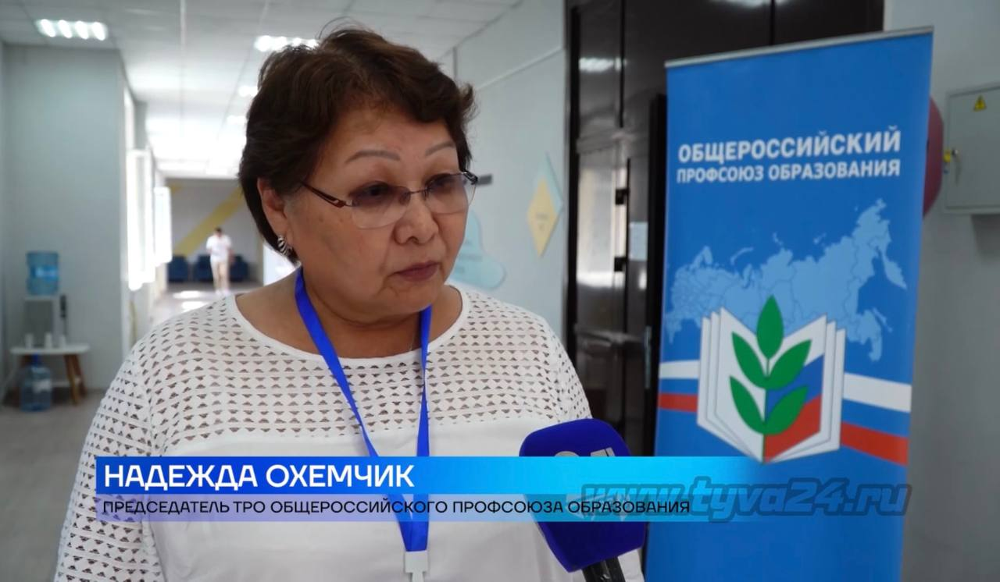 ОБЩЕРОССИЙСКИЙ
ПРОФСОЮЗ ОБРАЗОВАНИЯ
НАДЕЖДА ОХЕМЧИК
ПРЕДСЕДАТЕЛЬ ТРО ОБЩЕРОССИЙСКОГО ПРОФСОЮЗА ОБРАЗОВАНИЯ
www.tyva24.ru